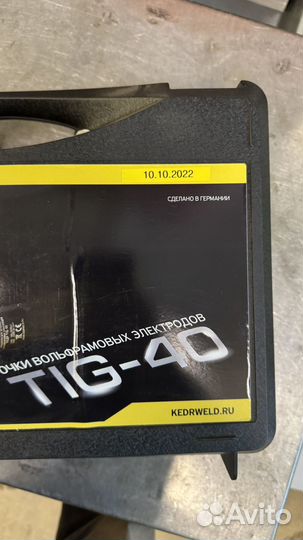 10.10.2022
СДЕЛАНО В ГЕРМАНИИ
ОЧКИ ВОЛЬФРАМОВЫХ ЭЛЕКТРОДОВ
TIG-40
KEDRWELD.RU
Avito